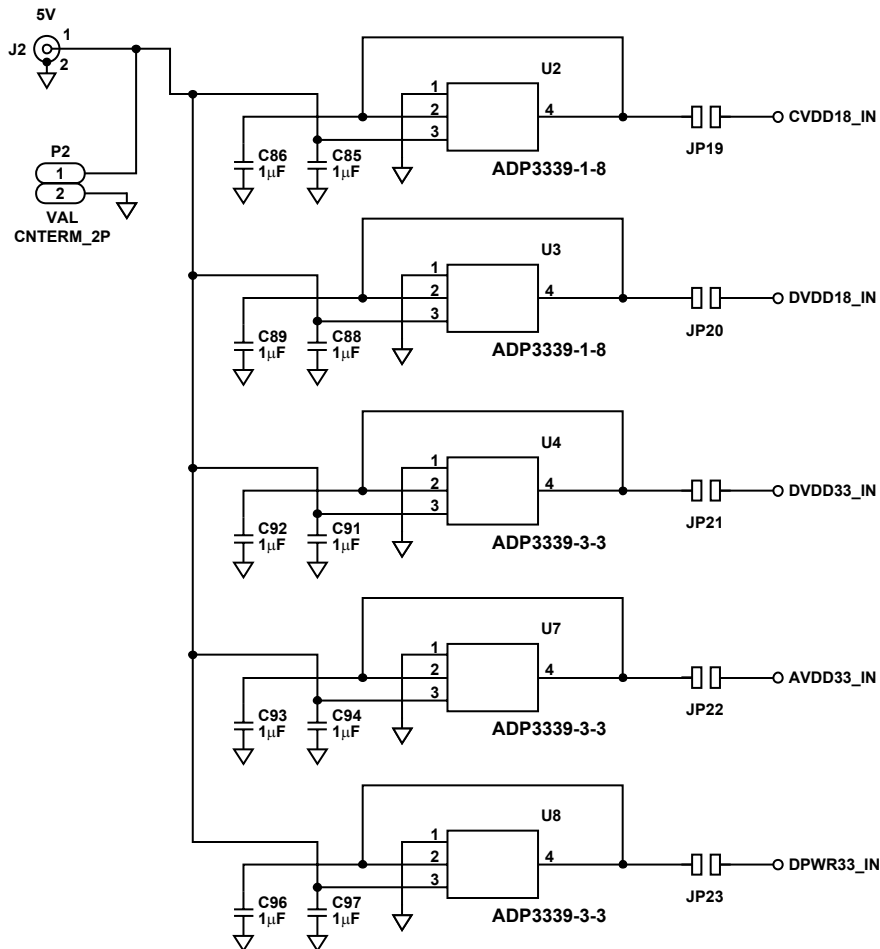 5V
J2
1
2
P2
1
2
VAL
CNTERM_2P
U2
1
2
3
4
C86
1μF
C85
1μF
ADP3339-1-8
JP19
CVDD18_IN
U3
1
2
3
4
C89
1μF
C88
1μF
ADP3339-1-8
JP20
DVDD18_IN
U4
1
2
3
4
C92
1μF
C91
1μF
ADP3339-3-3
JP21
DVDD33_IN
U7
1
2
3
4
C93
1μF
C94
1μF
ADP3339-3-3
JP22
AVDD33_IN
U8
1
2
3
4
C96
1μF
C97
1μF
ADP3339-3-3
JP23
DPWR33_IN